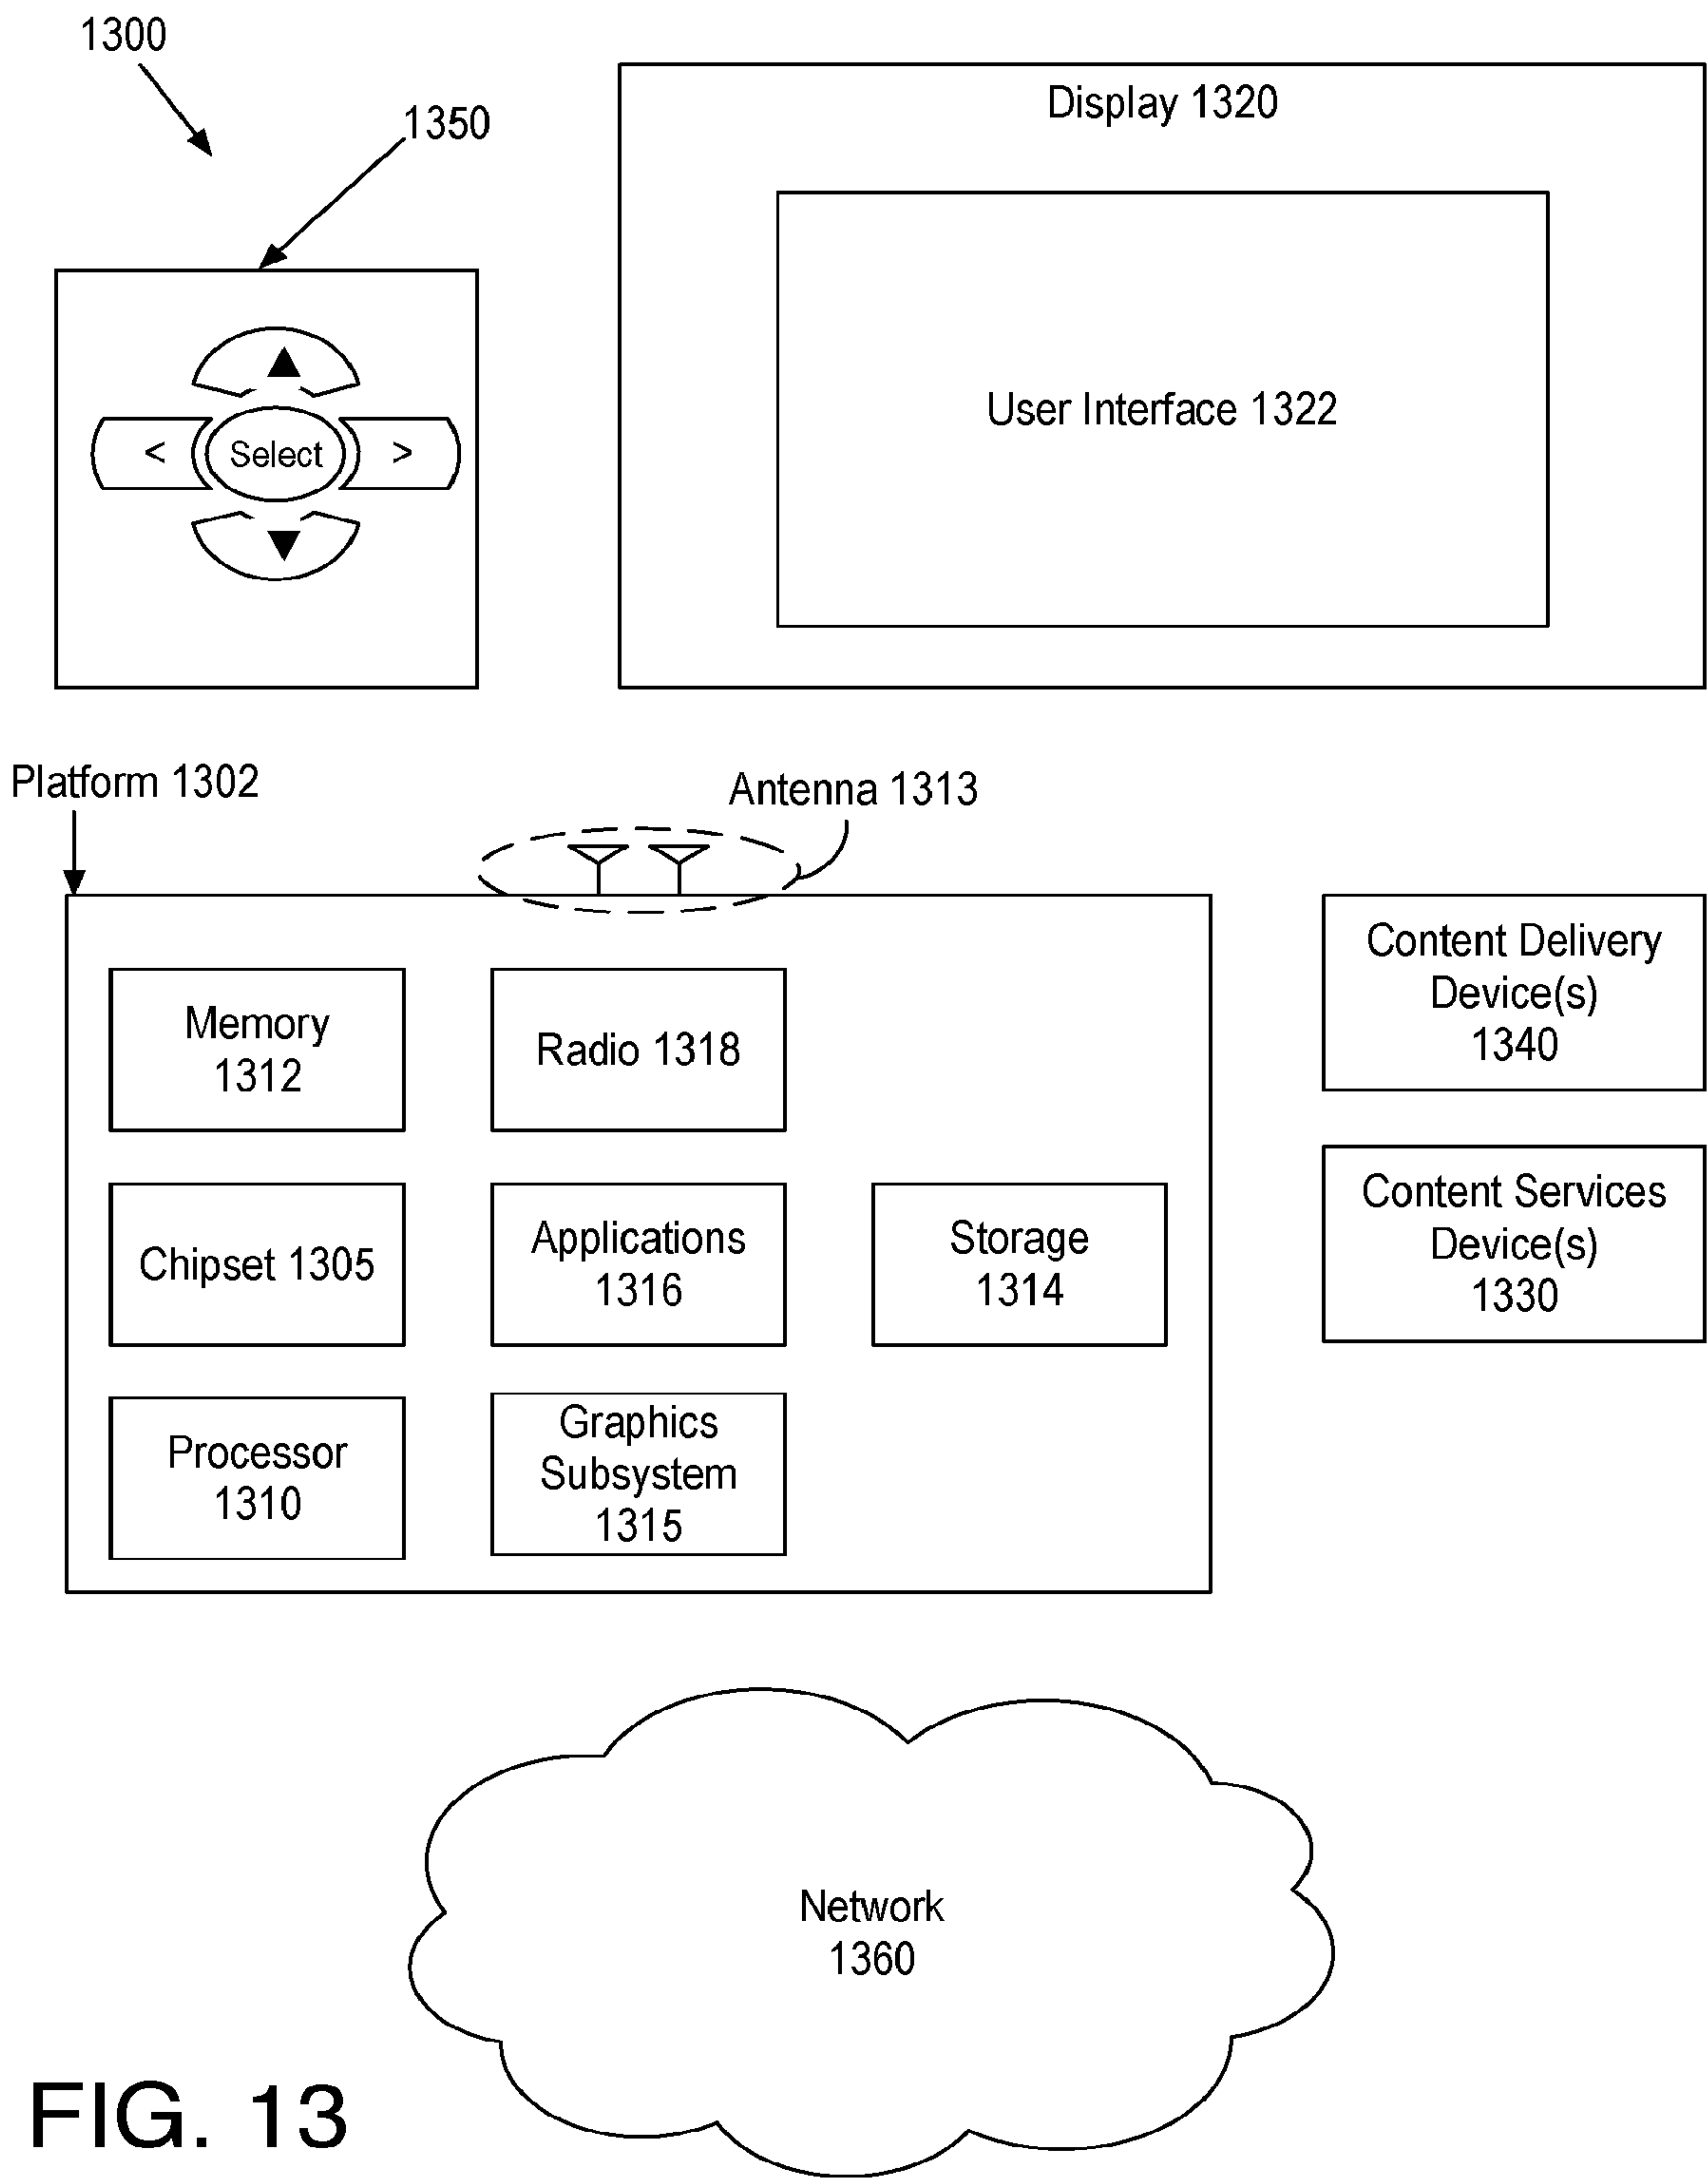 1300
1350
Display 1320
User Interface 1322
<
Select
>
Platform 1302
Antenna 1313
Memory
1312
Radio 1318
Chipset 1305
Applications
1316
Storage
1314
Processor
1310
Graphics
Subsystem
1315
Content Delivery
Device(s)
1340
Content Services
Device(s)
1330
Network
1360
FIG. 13